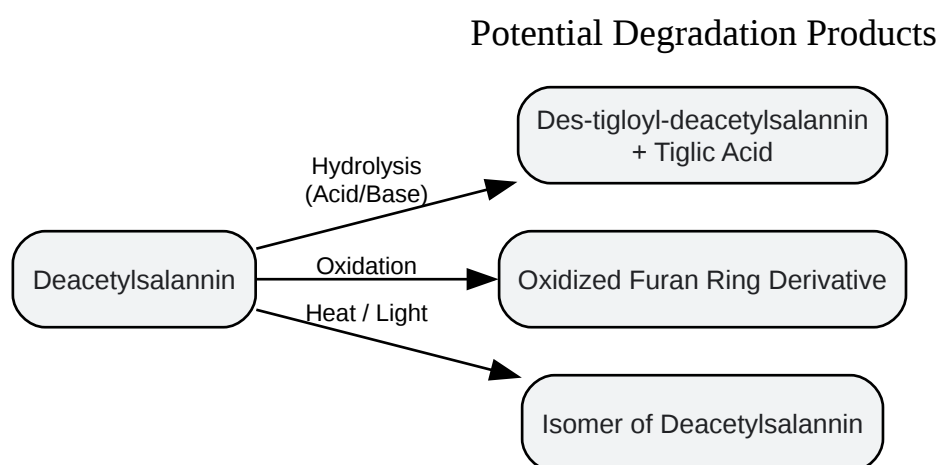 Potential Degradation Products
Des-tigloyl-deacetylsalannin
+ Tiglic Acid
Hydrolysis
(Acid/Base)
Deacetylsalannin
Oxidation
Oxidized Furan Ring Derivative
Heat / Light
Isomer of Deacetylsalannin